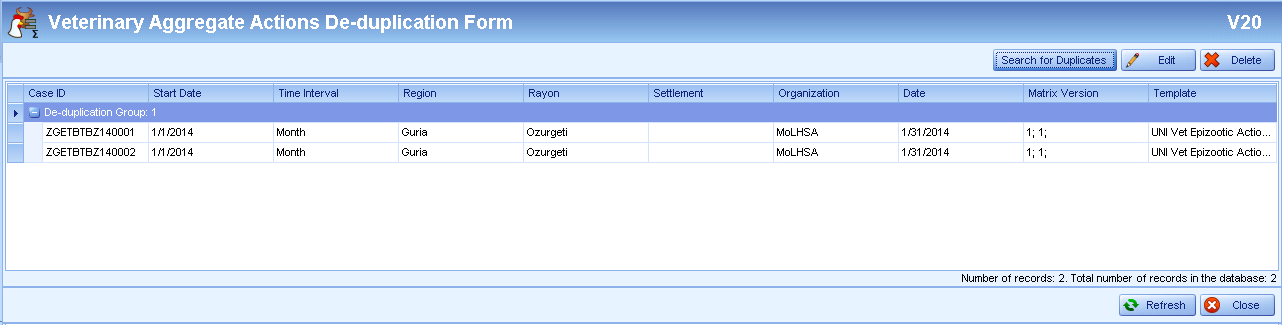 Veterinary Aggregate Actions De-duplication Form V20
Search for Duplicates Edit Delete
Case ID Start Date Time Interval Region Rayon Settlement Organization Date Matrix Version Template
De-duplication Group: 1
ZGETBTBZ140001 1/1/2014 Month Guria Ozurgeti MoLHSA 1/31/2014 1; 1; UNI Vet Epizootic Actio...
ZGETBTBZ140002 1/1/2014 Month Guria Ozurgeti MoLHSA 1/31/2014 1; 1; UNI Vet Epizootic Actio...
Number of records: 2. Total number of records in the database: 2
Refresh Close